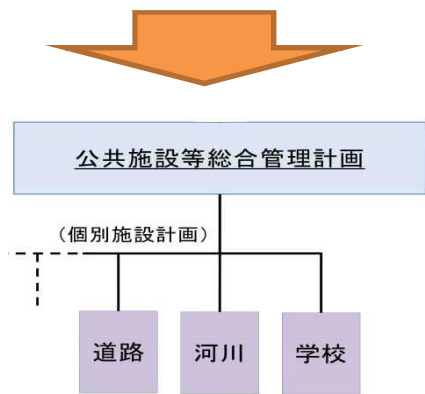 公共施設等総合管理計画
（個別施設計画）
道路
河川
学校